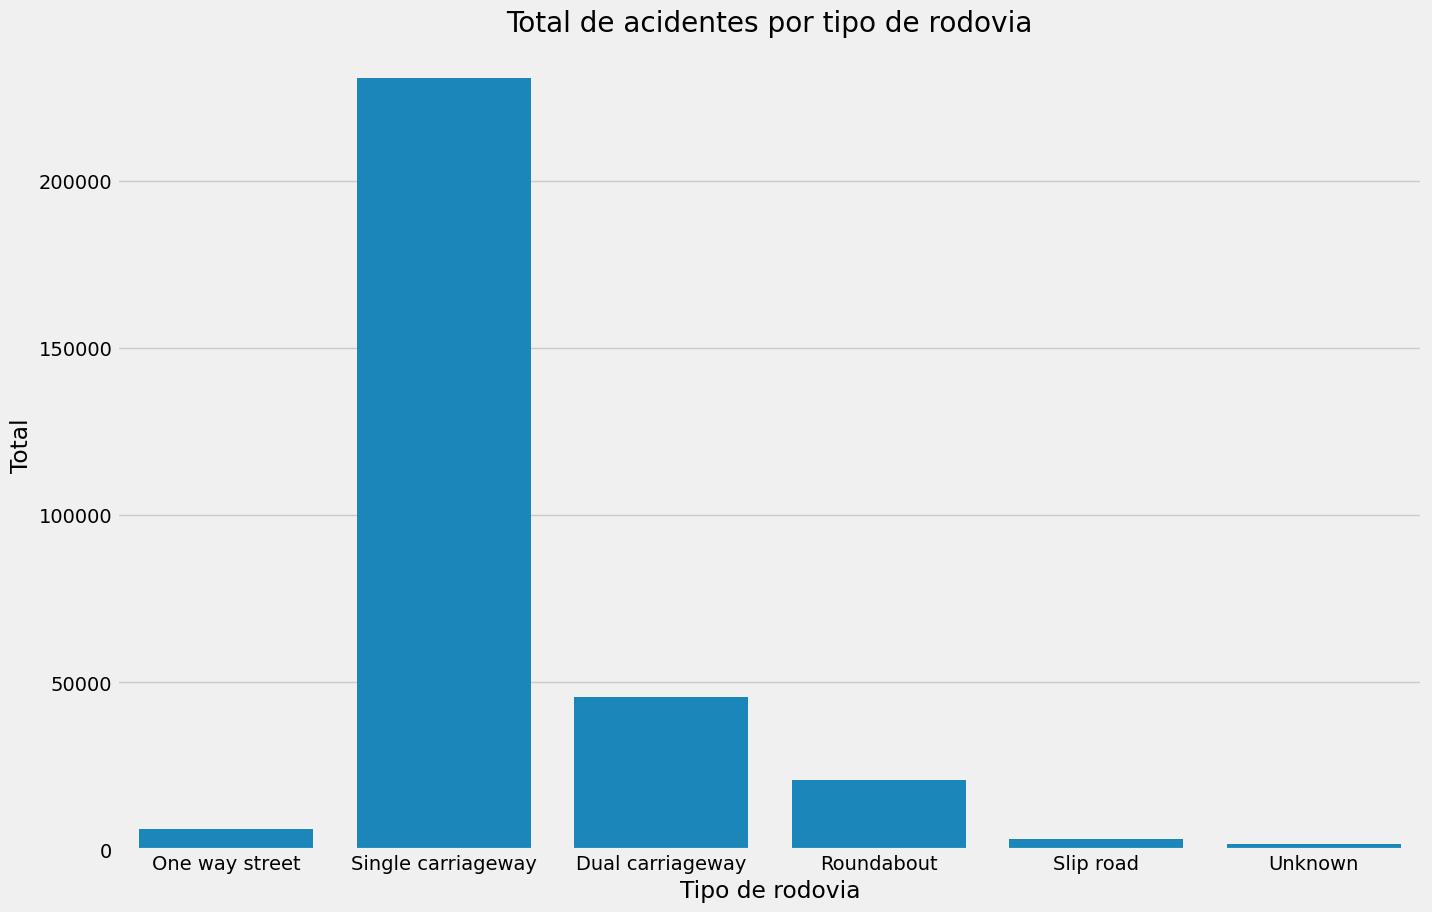 Total de acidentes por tipo de rodovia
Total
200000
150000
100000
50000
0
One way street
Single carriageway
Dual carriageway
Roundabout
Slip road
Unknown
Tipo de rodovia